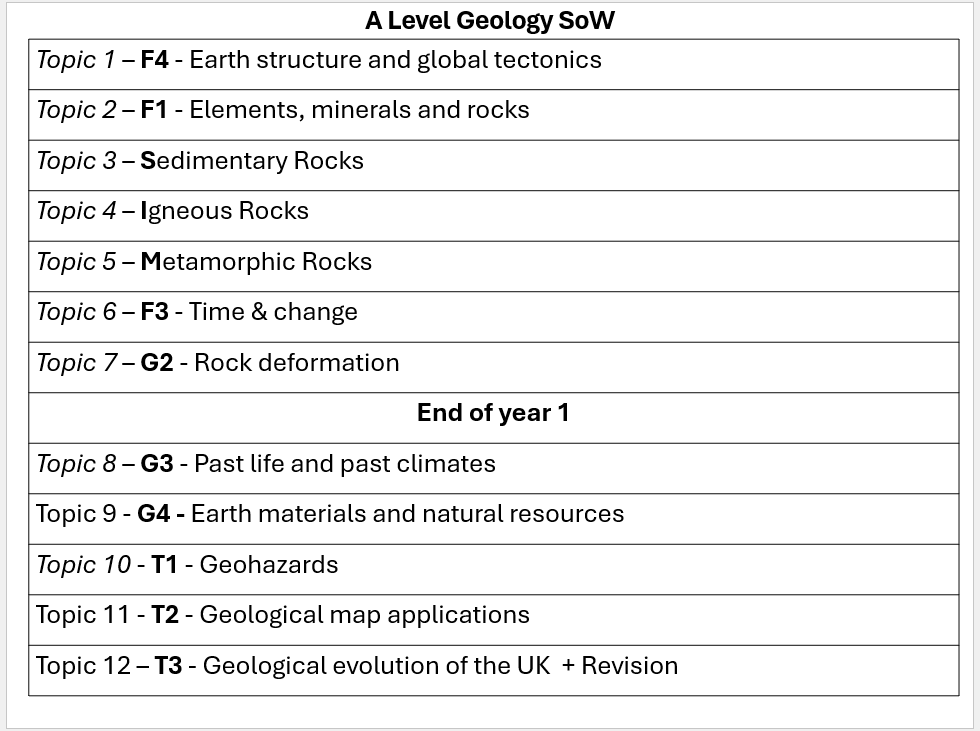 A Level Geology SoW
Topic 1 – F4 - Earth structure and global tectonics
Topic 2 – F1 - Elements, minerals and rocks
Topic 3 – Sedimentary Rocks
Topic 4 – Igneous Rocks
Topic 5 – Metamorphic Rocks
Topic 6 – F3 - Time & change
Topic 7 – G2 - Rock deformation
End of year 1
Topic 8 – G3 - Past life and past climates
Topic 9 - G4 - Earth materials and natural resources
Topic 10 - T1 - Geohazards
Topic 11 - T2 - Geological map applications
Topic 12 – T3 - Geological evolution of the UK  + Revision